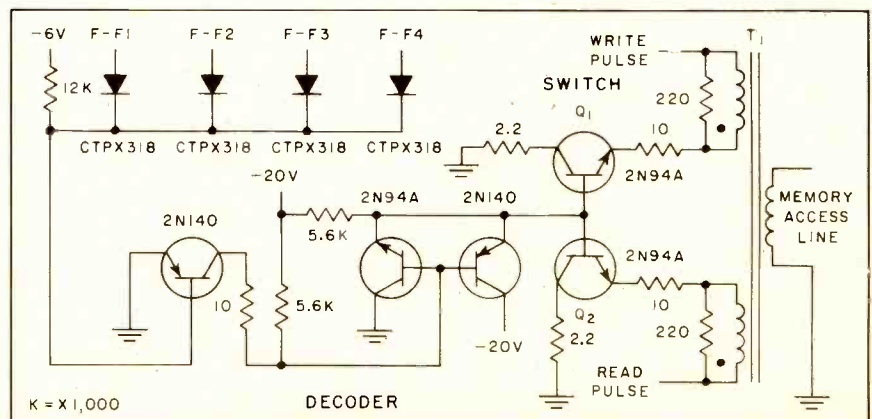 -6V F-F1 F-F2 F-F3 F-F4
12K
CTPX318 CTPX318 CTPX318 CTPX318
WRITE
PULSE
T1
SWITCH
220
Q1
2.2
10
2N94A
-20V
2N94A 2N140
5.6K
2N140
MEMORY
ACCESS
LINE
2N94A
10
5.6K
10
Q2
220
-20V
2.2
READ
PULSE
K = X 1,000
DECODER